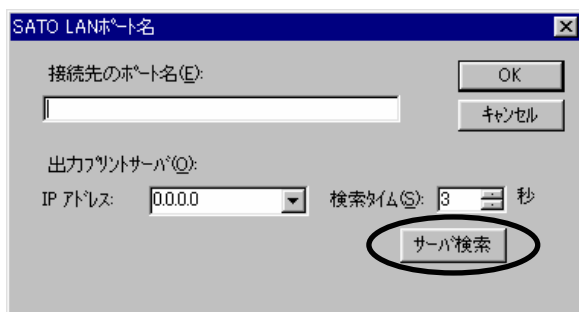 SATO LANﾎﾟｰﾄ名
接続先のﾎﾟｰﾄ名(E):
OK
ｷｬﾝｾﾙ
出力ﾌﾟﾘﾝﾄｻｰﾊﾞ(O):
IP ｱﾄﾞﾚｽ: 0.0.0.0 検索ﾀｲﾑ(S): 3 秒
ｻｰﾊﾞ検索